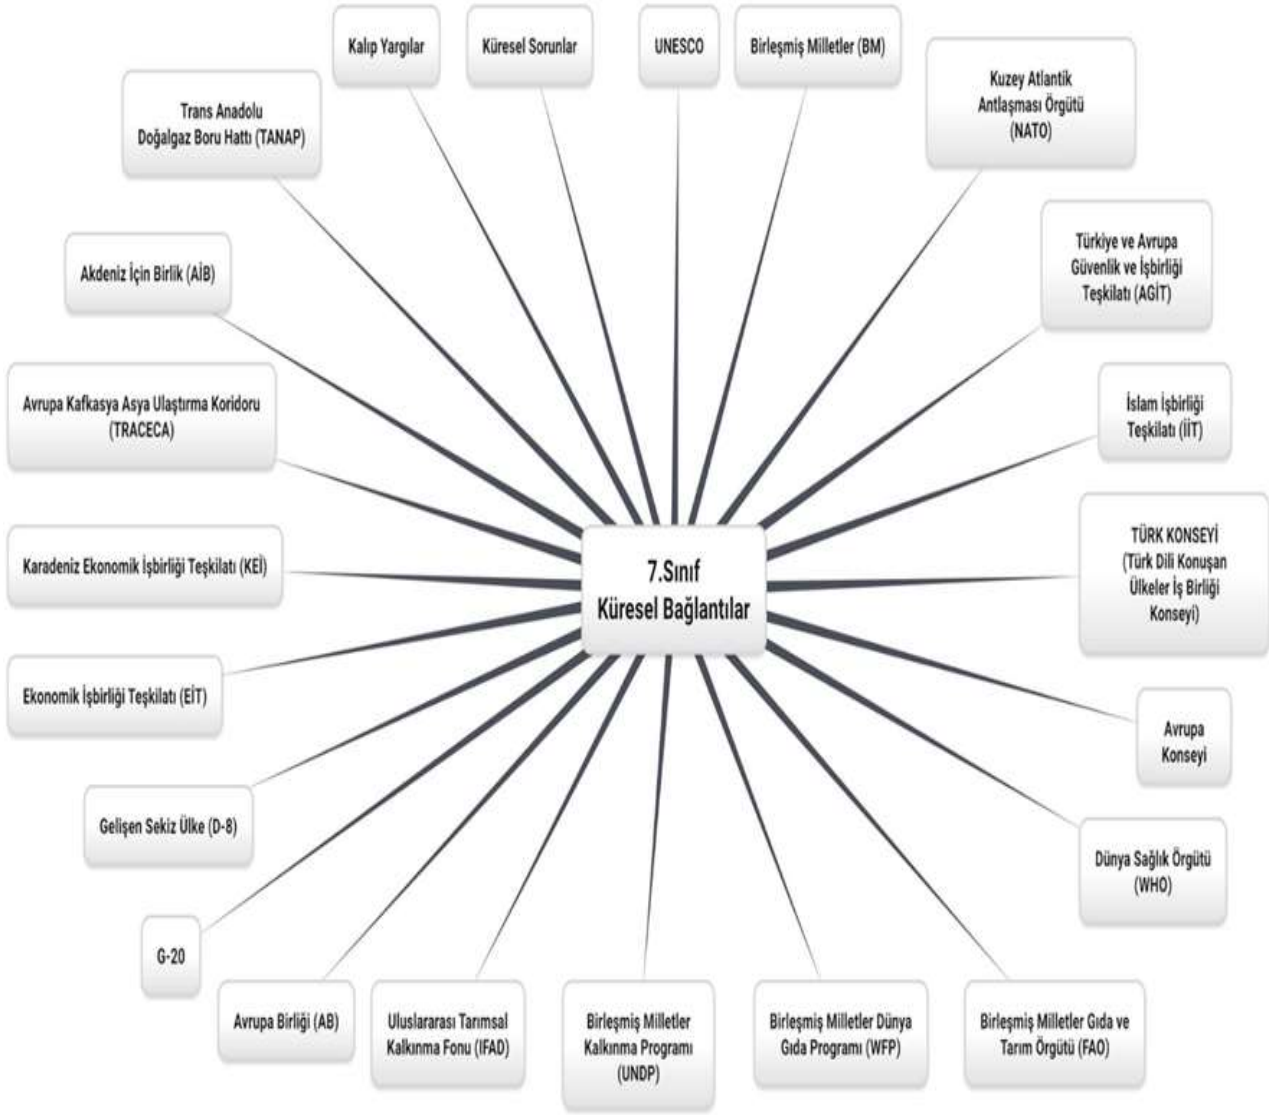 Kalıp Yargılar
Küresel Sorunlar
UNESCO
Birleşmiş Milletler (BM)
Kuzey Atlantik
Antlaşması Örgütü
(NATO)
Türkiye ve Avrupa
Güvenlik ve İşbirliği
Teşkilatı (AGİT)
İslam İşbirliği
Teşkilatı (İİT)
TÜRK KONSEYİ
(Türk Dili Konuşan
Ülkeler İş Birliği
Konseyi)
Avrupa
Konseyi
Dünya Sağlık Örgütü
(WHO)
Birleşmiş Milletler Gıda ve
Tarım Örgütü (FAO)
Birleşmiş Milletler Dünya
Gıda Programı (WFP)
Birleşmiş Milletler
Kalkınma Programı
(UNDP)
Uluslararası Tarımsal
Kalkınma Fonu (IFAD)
Avrupa Birliği (AB)
G-20
Gelişen Sekiz Ülke (D-8)
Ekonomik İşbirliği Teşkilatı (EİT)
Karadeniz Ekonomik İşbirliği Teşkilatı (KEİ)
Avrupa Kafkasya Asya Ulaştırma Koridoru
(TRACECA)
Akdeniz İçin Birlik (AİB)
Trans Anadolu
Doğalgaz Boru Hattı (TANAP)
7.Sınıf
Küresel Bağlantılar